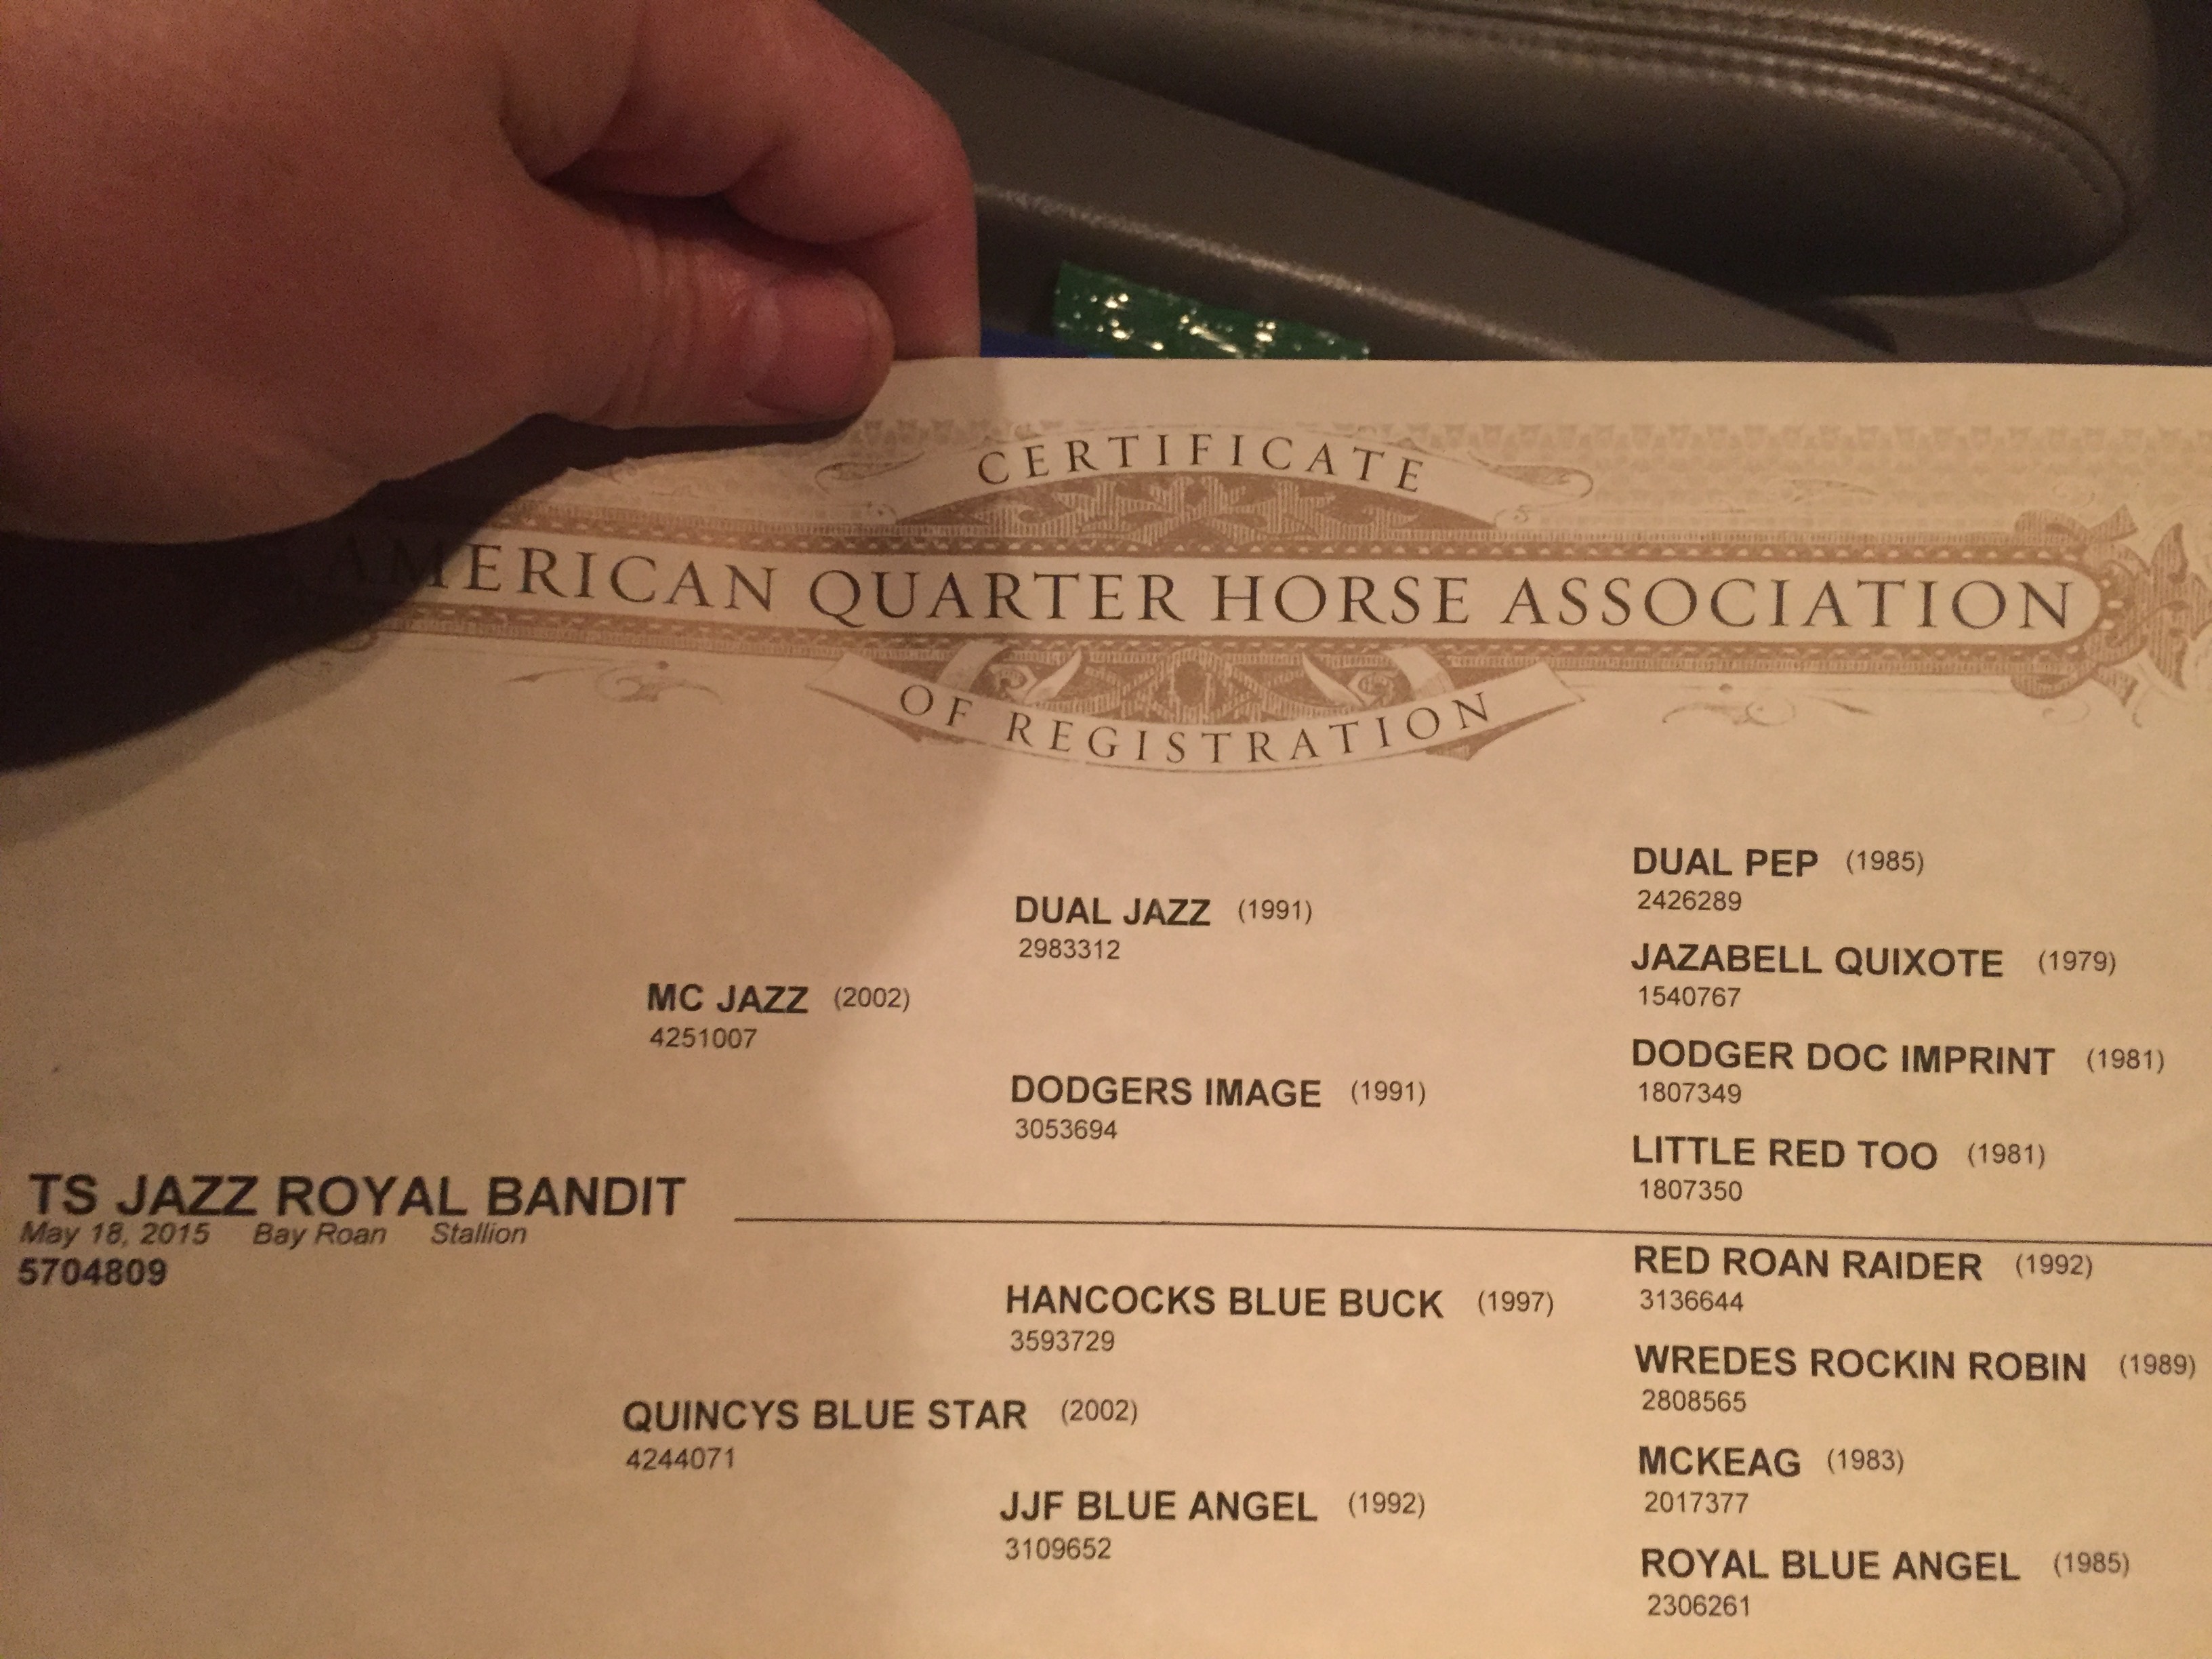 CERTIFICATE
AMERICAN QUARTER HORSE ASSOCIATION
OF REGISTRATION
DUAL PEP (1985)
2426289
DUAL JAZZ (1991)
2983312
JAZABELL QUIXOTE (1979)
1540767
MC JAZZ (2002)
4251007
DODGER DOC IMPRINT (1981)
1807349
DODGERS IMAGE (1991)
3053694
LITTLE RED TOO (1981)
1807350
TS JAZZ ROYAL BANDIT
May 18, 2015 Bay Roan Stallion
5704809
RED ROAN RAIDER (1992)
3136644
HANCOCKS BLUE BUCK (1997)
3593729
WREDES ROCKIN ROBIN (1989)
2808565
QUINCYS BLUE STAR (2002)
4244071
MCKEAG (1983)
2017377
JJF BLUE ANGEL (1992)
3109652
ROYAL BLUE ANGEL (1985)
2306261